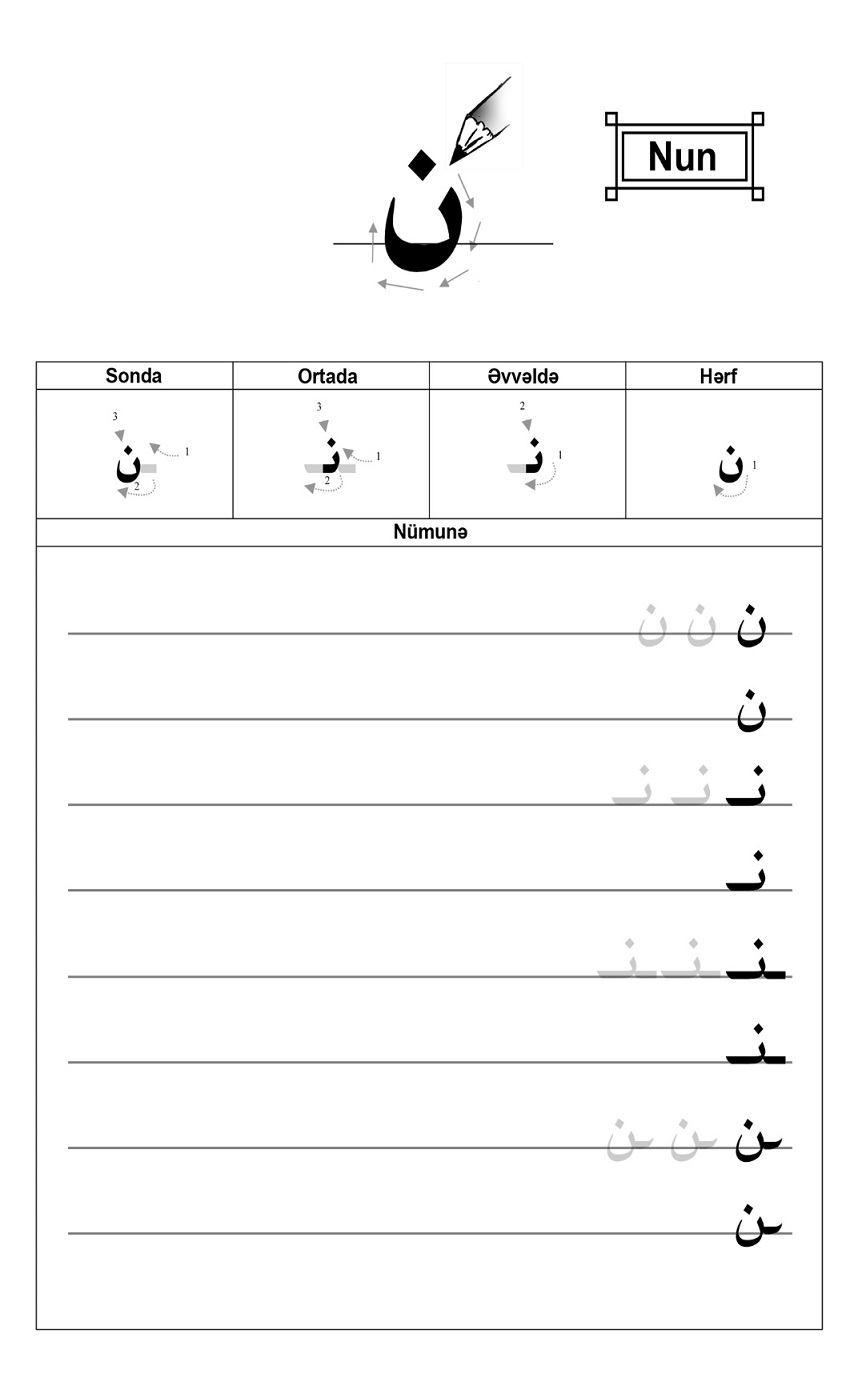 ن
Nun
Sonda Ortada Əvvəldə Hərf
3 3 2
1 1 1 1
ـن ـنـ نـ ن
2 2
Nümunə
ن ن ن
ن
نـ نـ نـ
نـ
ـنـ ـنـ ـنـ
ـنـ
ـن ـن ـن
ـن